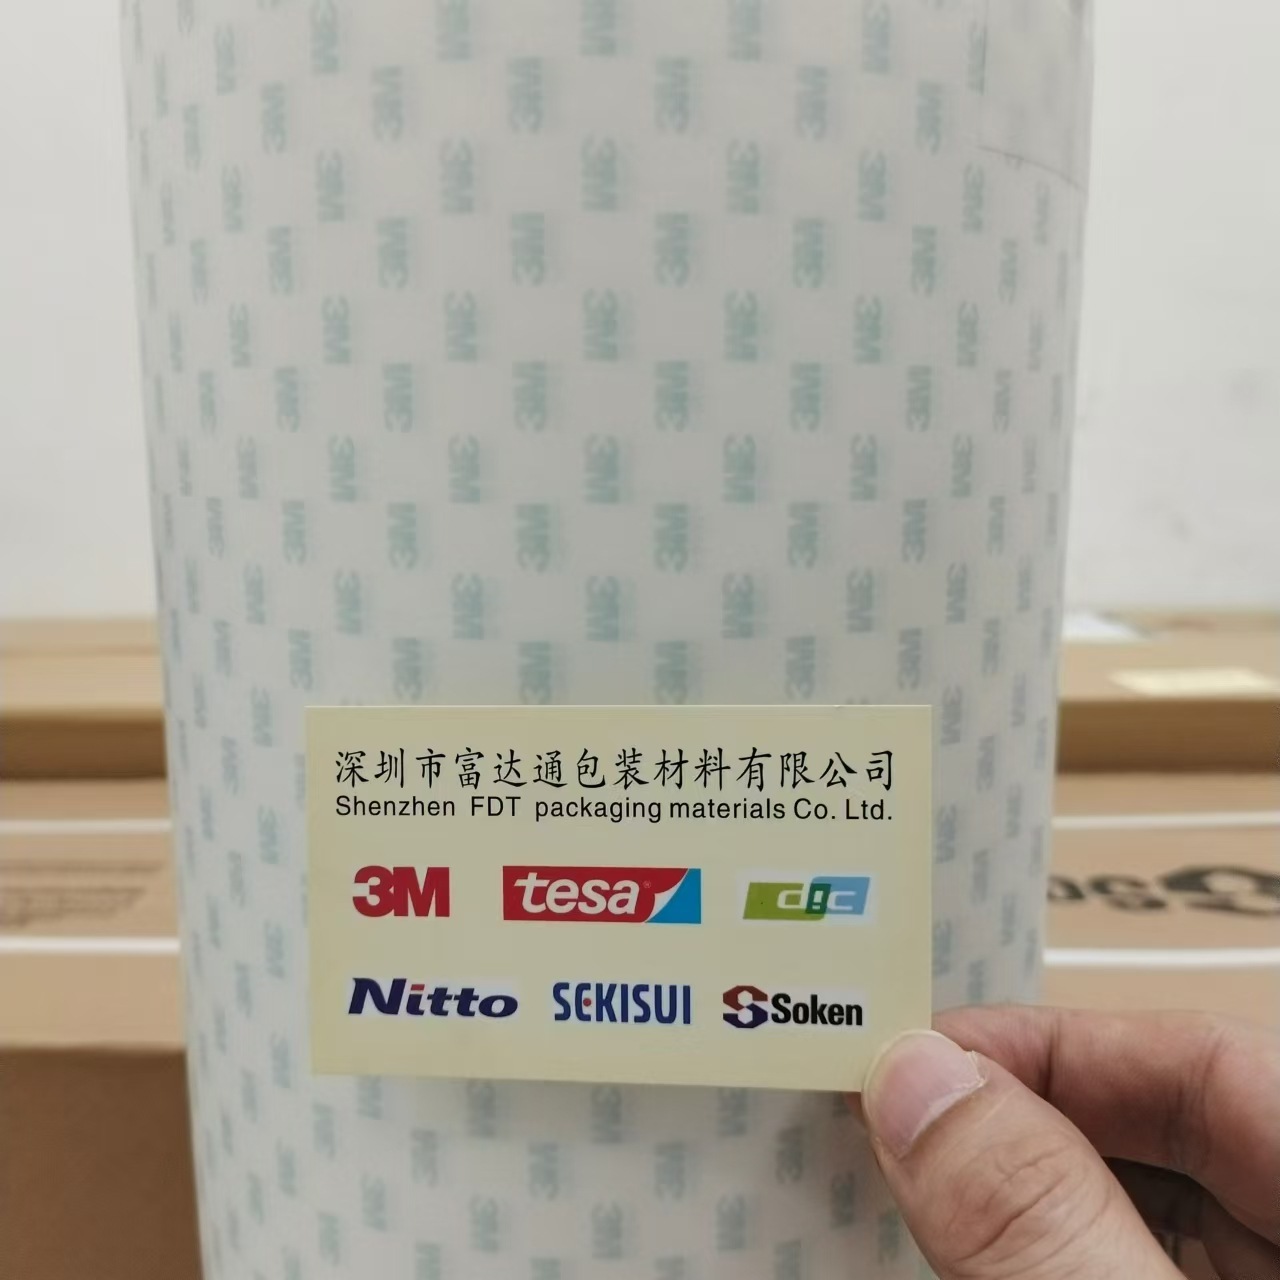 3M
深圳市富达通包装材料有限公司
Shenzhen FDT packaging materials Co. Ltd.
3M tesa dic
Nitto SEKISUI Soken